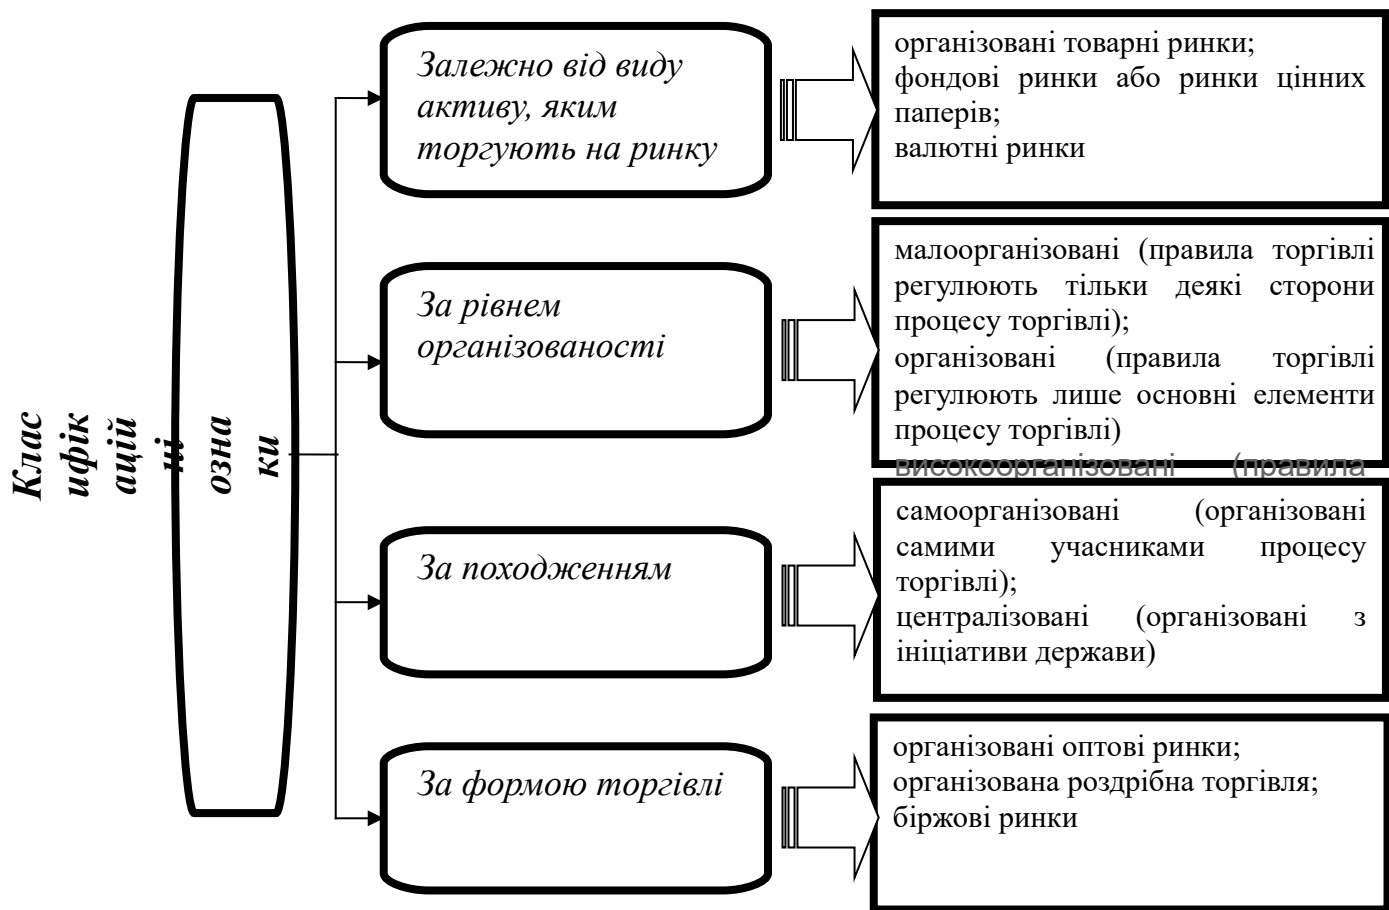 Клас
ифік
ацій
ні
озна
ки
Залежно від виду
активу, яким
торгують на ринку
організовані товарні ринки;
фондові ринки або ринки цінних
паперів;
валютні ринки
За рівнем
організованості
малоорганізовані (правила торгівлі
регулюють тільки деякі сторони
процесу торгівлі);
організовані (правила торгівлі
регулюють лише основні елементи
процесу торгівлі)
високоорганізовані (правила
За походженням
самоорганізовані (організовані
самими учасниками процесу
торгівлі);
централізовані (організовані з
ініціативи держави)
За формою торгівлі
організовані оптові ринки;
організована роздрібна торгівля;
біржові ринки